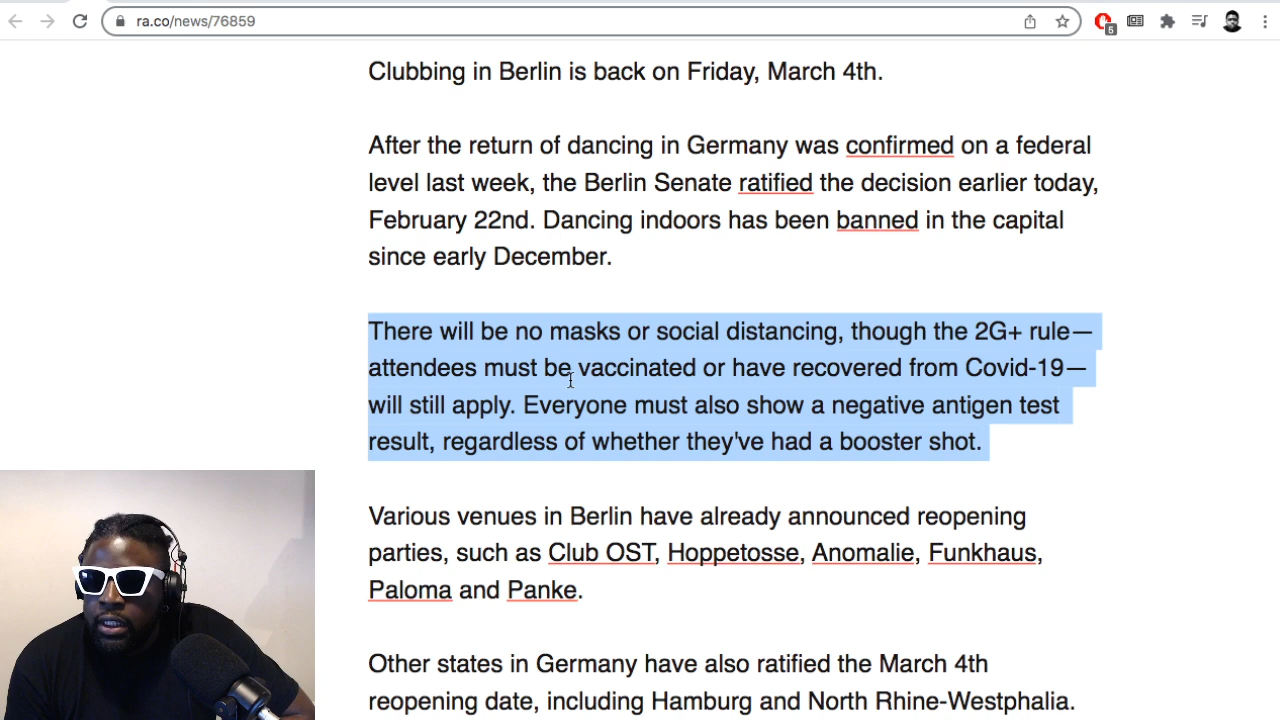 ra.co/news/76859
5
Clubbing in Berlin is back on Friday, March 4th.
After the return of dancing in Germany was confirmed on a federal
level last week, the Berlin Senate ratified the decision earlier today,
February 22nd. Dancing indoors has been banned in the capital
since early December.
There will be no masks or social distancing, though the 2G+ rule—
attendees must be vaccinated or have recovered from Covid-19—
will still apply. Everyone must also show a negative antigen test
result, regardless of whether they've had a booster shot.
Various venues in Berlin have already announced reopening
parties, such as Club OST, Hoppetosse, Anomalie, Funkhaus,
Paloma and Panke.
Other states in Germany have also ratified the March 4th
reopening date, including Hamburg and North Rhine-Westphalia.